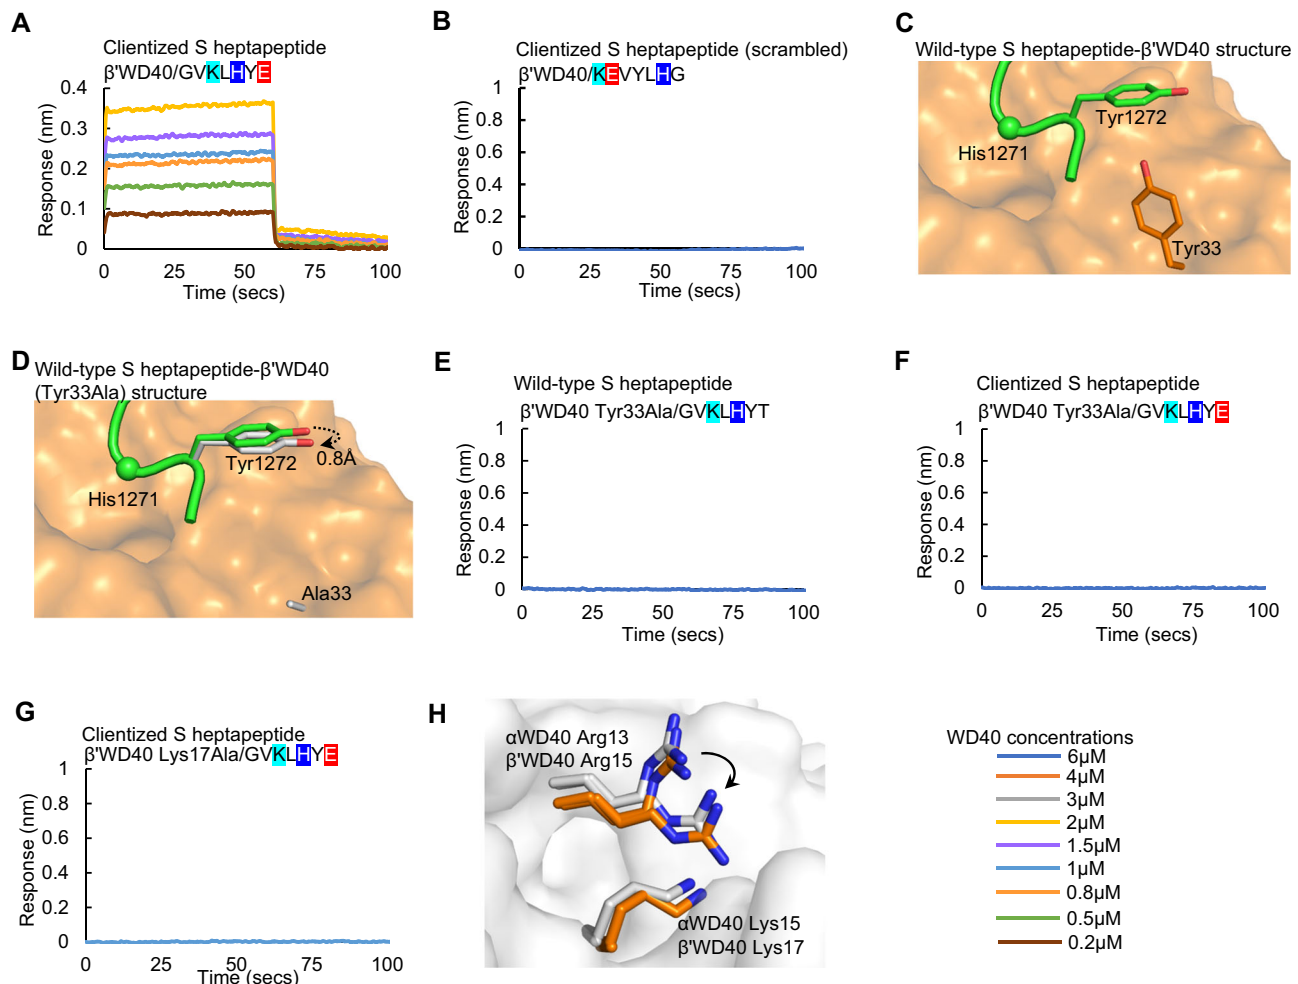 A
Clientized S heptapeptide
β'WD40/GVKLHYE
Response (nm)
0.4
0.3
0.2
0.1
0
0 25 50 75 100
Time (secs)
B
Clientized S heptapeptide (scrambled)
β'WD40/KEVYLHG
Response (nm)
1
0.8
0.6
0.4
0.2
0
0 25 50 75 100
Time (secs)
C
Wild-type S heptapeptide-β'WD40 structure
Tyr1272
His1271
Tyr33
D
Wild-type S heptapeptide-β'WD40
(Tyr33Ala) structure
Tyr1272
0.8Å
His1271
Ala33
E
Wild-type S heptapeptide
β'WD40 Tyr33Ala/GVKLHYT
Response (nm)
1
0.8
0.6
0.4
0.2
0
0 25 50 75 100
Time (secs)
F
Clientized S heptapeptide
β'WD40 Tyr33Ala/GVKLHYE
Response (nm)
1
0.8
0.6
0.4
0.2
0
0 25 50 75 100
Time (secs)
G
Clientized S heptapeptide
β'WD40 Lys17Ala/GVKLHYE
Response (nm)
1
0.8
0.6
0.4
0.2
0
0 25 50 75 100
Time (secs)
H
αWD40 Arg13
β'WD40 Arg15
αWD40 Lys15
β'WD40 Lys17
WD40 concentrations
6µM
4µM
3µM
2µM
1.5µM
1µM
0.8µM
0.5µM
0.2µM